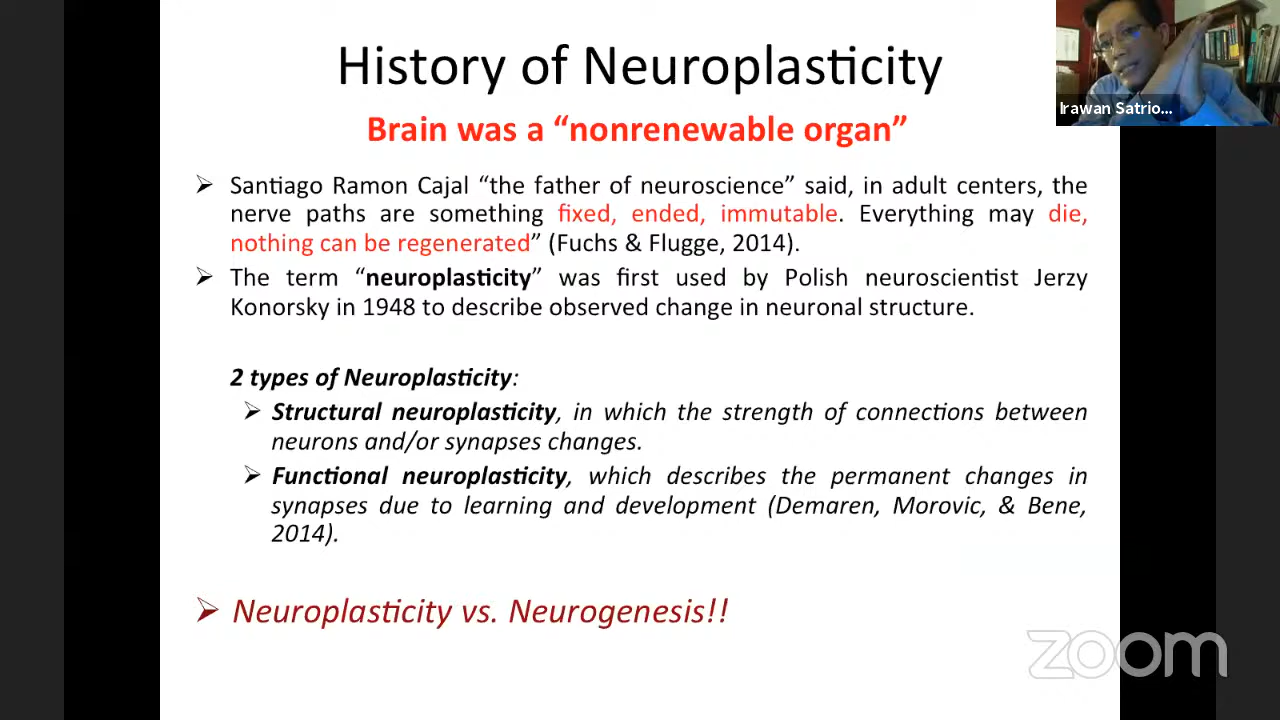 History of Neuroplasticity
Brain was a “nonrenewable organ”
➢ Santiago Ramon Cajal “the father of neuroscience” said, in adult centers, the
nerve paths are something fixed, ended, immutable. Everything may die,
nothing can be regenerated” (Fuchs & Flugge, 2014).
➢ The term “neuroplasticity” was first used by Polish neuroscientist Jerzy
Konorsky in 1948 to describe observed change in neuronal structure.
2 types of Neuroplasticity:
➢ Structural neuroplasticity, in which the strength of connections between
neurons and/or synapses changes.
➢ Functional neuroplasticity, which describes the permanent changes in
synapses due to learning and development (Demaren, Morovic, & Bene,
2014).
➢ Neuroplasticity vs. Neurogenesis!!
Irawan Satrio...
zoom